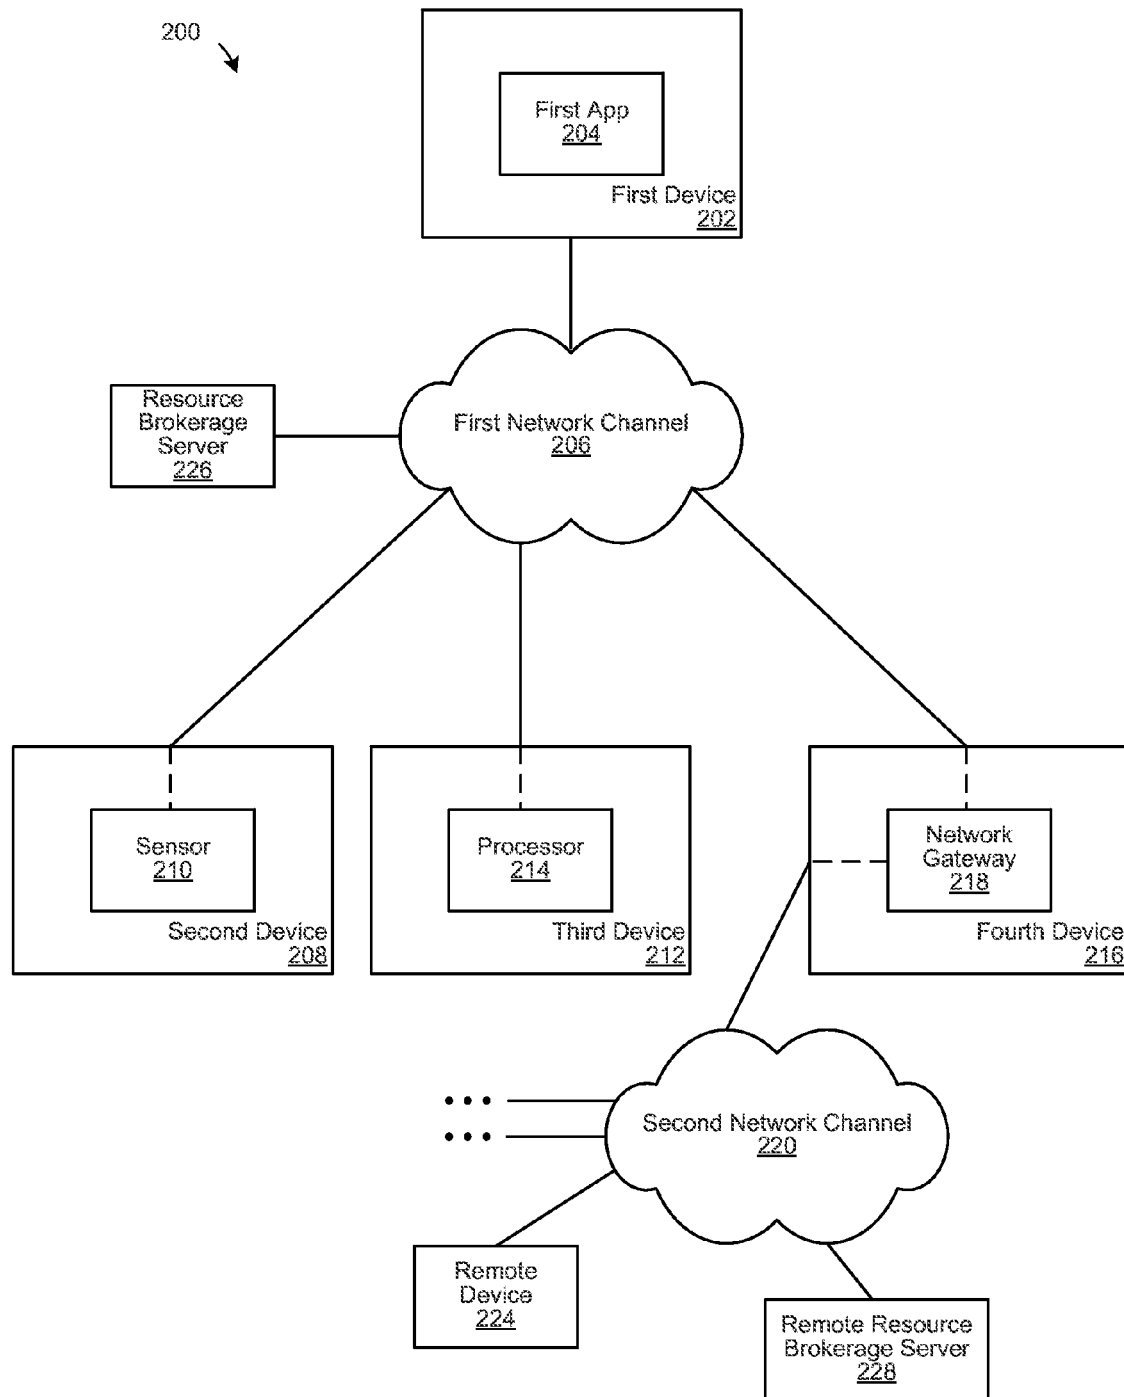 200
First App
204
First Device
202
Resource
Brokerage
Server
226
First Network Channel
206
Sensor
210
Second Device
208
Processor
214
Third Device
212
Network
Gateway
218
Fourth Device
216
Second Network Channel
220
Remote
Device
224
Remote Resource
Brokerage Server
228